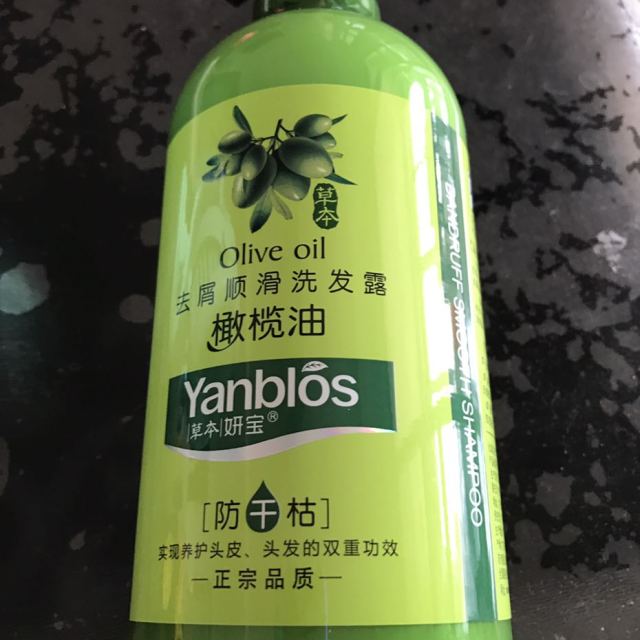 草本
Olive oil
去屑顺滑洗发露
橄榄油
Yanblos
草本 妍宝®
[防干枯]
实现养护头皮、头发的双重功效
—正宗品质—
DANDRUFF SMOOTH SHAMPOO